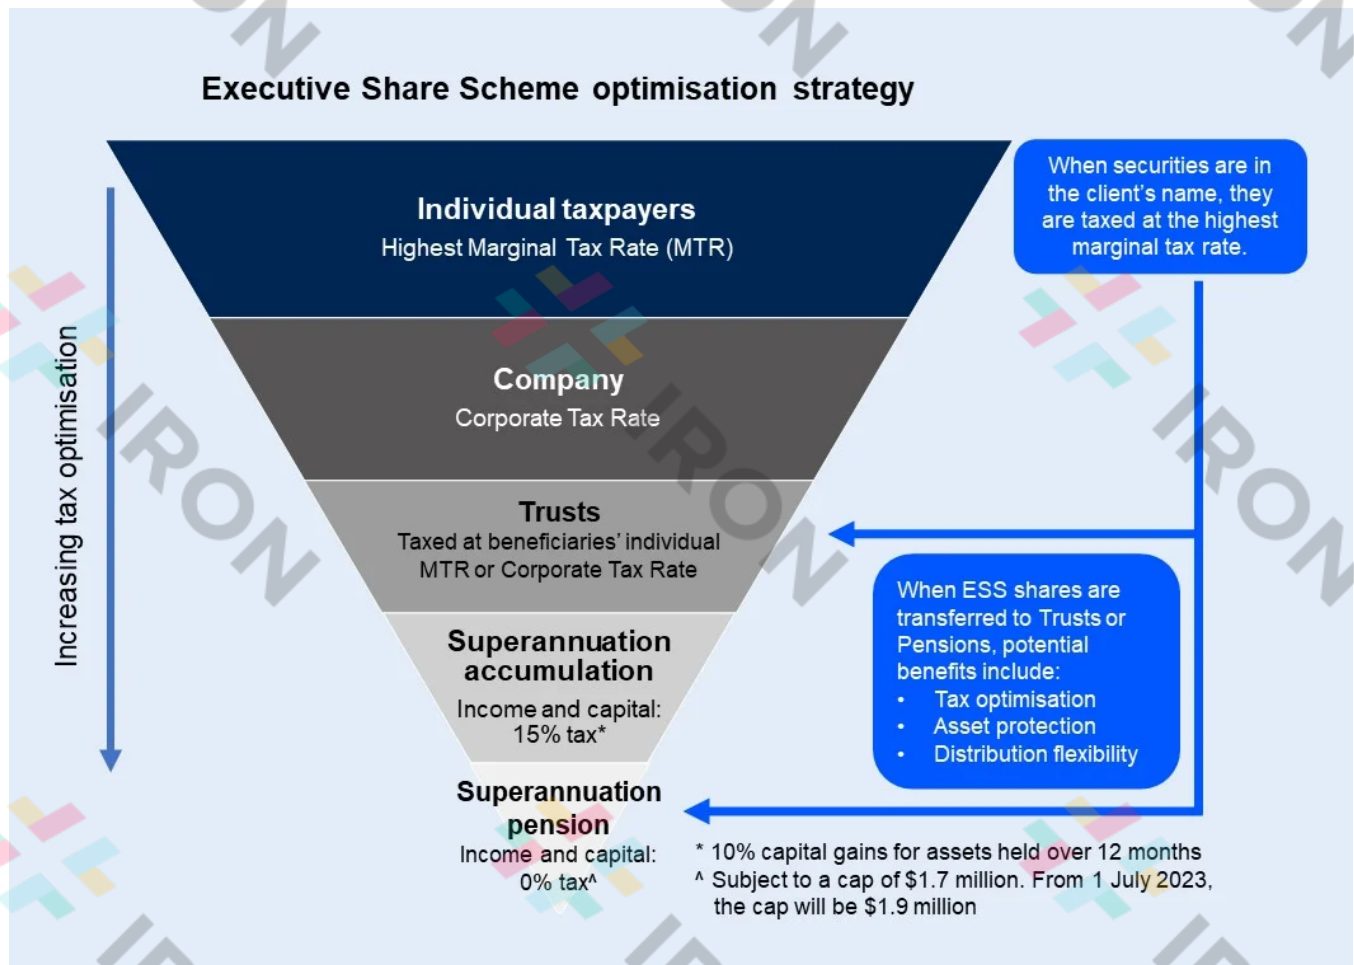 Executive Share Scheme optimisation strategy
Increasing tax optimisation
Individual taxpayers
Highest Marginal Tax Rate (MTR)
Company
Corporate Tax Rate
Trusts
Taxed at beneficiaries' individual
MTR or Corporate Tax Rate
Superannuation
accumulation
Income and capital:
15% tax*
Superannuation
pension
Income and capital:
0% tax^
When securities are in
the client's name, they
are taxed at the highest
marginal tax rate.
When ESS shares are
transferred to Trusts or
Pensions, potential
benefits include:
• Tax optimisation
• Asset protection
• Distribution flexibility
* 10% capital gains for assets held over 12 months
^ Subject to a cap of $1.7 million. From 1 July 2023,
the cap will be $1.9 million
IRON
IRON
IRON